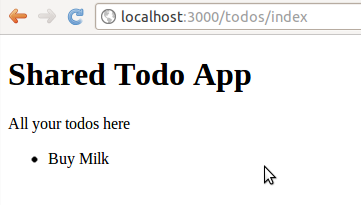 localhost:3000/todos/index
Shared Todo App
All your todos here
Buy Milk